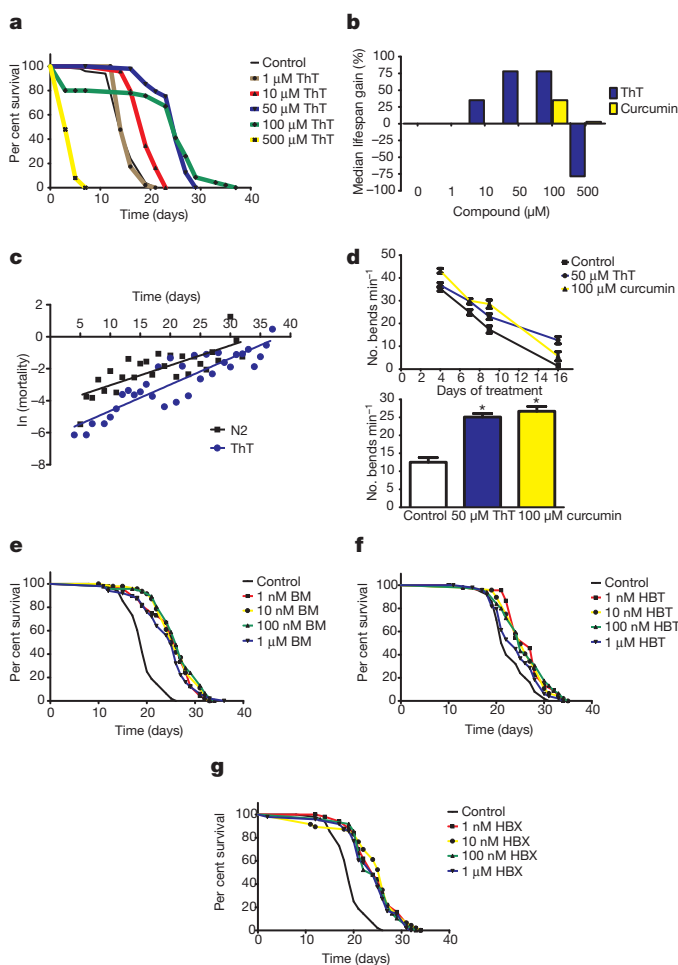 a
Per cent survival
100
80
60
40
20
0
0
10
20
30
40
Time (days)
Control
1 µM ThT
10 µM ThT
50 µM ThT
100 µM ThT
500 µM ThT
b
Median lifespan gain (%)
100
75
50
25
0
−25
−50
−75
−100
0
1
10
50
100
500
Compound (µM)
ThT
Curcumin
c
Time (days)
5
10
15
20
25
30
35
40
2
0
−2
−4
−6
−8
ln (mortality)
N2
ThT
d
No. bends min−1
50
40
30
20
10
0
0
2
4
6
8
10
12
14
16
Days of treatment
Control
50 µM ThT
100 µM curcumin
No. bends min−1
30
25
20
15
10
5
0
*
*
Control 50 µM ThT 100 µM curcumin
e
Per cent survival
100
80
60
40
20
0
0
10
20
30
40
Time (days)
Control
1 nM BM
10 nM BM
100 nM BM
1 µM BM
f
Per cent survival
100
80
60
40
20
0
0
10
20
30
40
Time (days)
Control
1 nM HBT
10 nM HBT
100 nM HBT
1 µM HBT
g
Per cent survival
100
80
60
40
20
0
0
20
40
Time (days)
Control
1 nM HBX
10 nM HBX
100 nM HBX
1 µM HBX